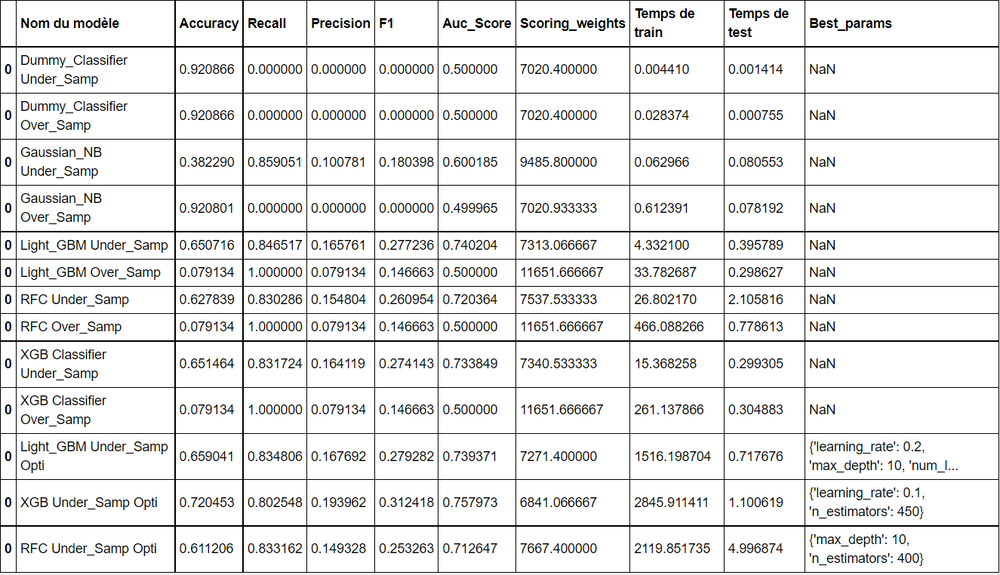 Nom du modèle Accuracy Recall Precision F1 Auc_Score Scoring_weights Temps de train Temps de test Best_params
0 Dummy_Classifier Under_Samp 0.920866 0.000000 0.000000 0.000000 0.500000 7020.400000 0.004410 0.001414 NaN
0 Dummy_Classifier Over_Samp 0.920866 0.000000 0.000000 0.000000 0.500000 7020.400000 0.028374 0.000755 NaN
0 Gaussian_NB Under_Samp 0.382290 0.859051 0.100781 0.180398 0.600185 9485.800000 0.062966 0.080553 NaN
0 Gaussian_NB Over_Samp 0.920801 0.000000 0.000000 0.000000 0.499965 7020.933333 0.612391 0.078192 NaN
0 Light_GBM Under_Samp 0.650716 0.846517 0.165761 0.277236 0.740204 7313.066667 4.332100 0.395789 NaN
0 Light_GBM Over_Samp 0.079134 1.000000 0.079134 0.146663 0.500000 11651.666667 33.782687 0.298627 NaN
0 RFC Under_Samp 0.627839 0.830286 0.154804 0.260954 0.720364 7537.533333 26.802170 2.105816 NaN
0 RFC Over_Samp 0.079134 1.000000 0.079134 0.146663 0.500000 11651.666667 466.088266 0.778613 NaN
0 XGB Classifier Under_Samp 0.651464 0.831724 0.164119 0.274143 0.733849 7340.533333 15.368258 0.299305 NaN
0 XGB Classifier Over_Samp 0.079134 1.000000 0.079134 0.146663 0.500000 11651.666667 261.137866 0.304883 NaN
0 Light_GBM Under_Samp Opti 0.659041 0.834806 0.167692 0.279282 0.739371 7271.400000 1516.198704 0.717676 {'learning_rate': 0.2, 'max_depth': 10, 'num_l...
0 XGB Under_Samp Opti 0.720453 0.802548 0.193962 0.312418 0.757973 6841.066667 2845.911411 1.100619 {'learning_rate': 0.1, 'n_estimators': 450}
0 RFC Under_Samp Opti 0.611206 0.833162 0.149328 0.253263 0.712647 7667.400000 2119.851735 4.996874 {'max_depth': 10, 'n_estimators': 400}